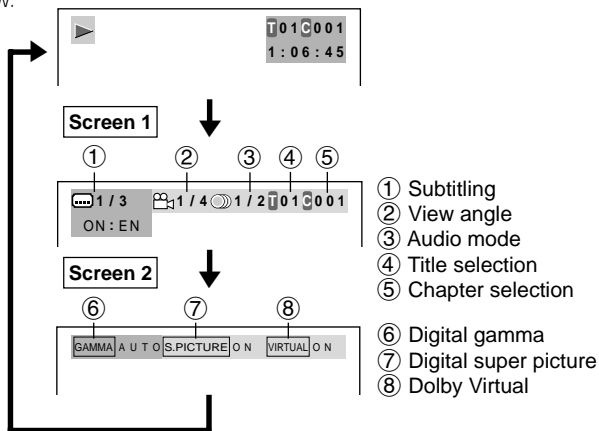 w.
T01C001
1:06:45
Screen 1
① ② ③ ④ ⑤
1/3 1/4 1/2 T01C001
ON:EN
① Subtitling
② View angle
③ Audio mode
④ Title selection
⑤ Chapter selection
Screen 2
⑥ ⑦ ⑧
GAMMA AUTO S.PICTURE ON VIRTUAL ON
⑥ Digital gamma
⑦ Digital super picture
⑧ Dolby Virtual